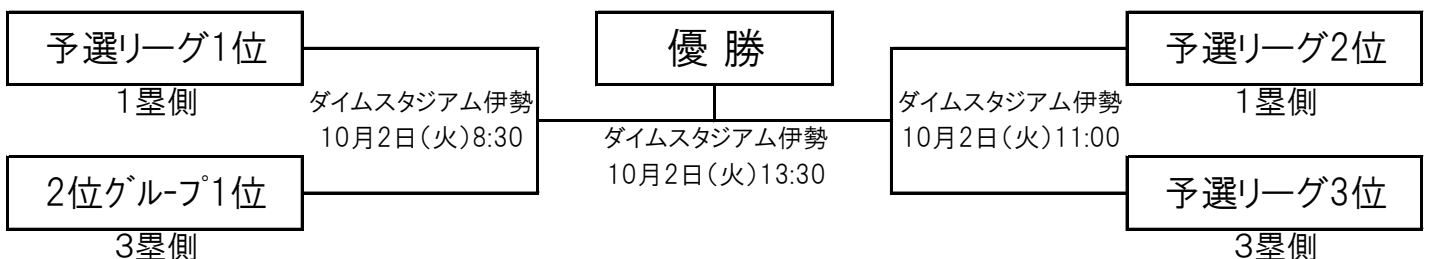 予選リーグ1位
1塁側
2位グループ1位
3塁側
ダイムスタジアム伊勢
10月2日(火)8:30
優 勝
ダイムスタジアム伊勢
10月2日(火)13:30
ダイムスタジアム伊勢
10月2日(火)11:00
予選リーグ2位
1塁側
予選リーグ3位
3塁側